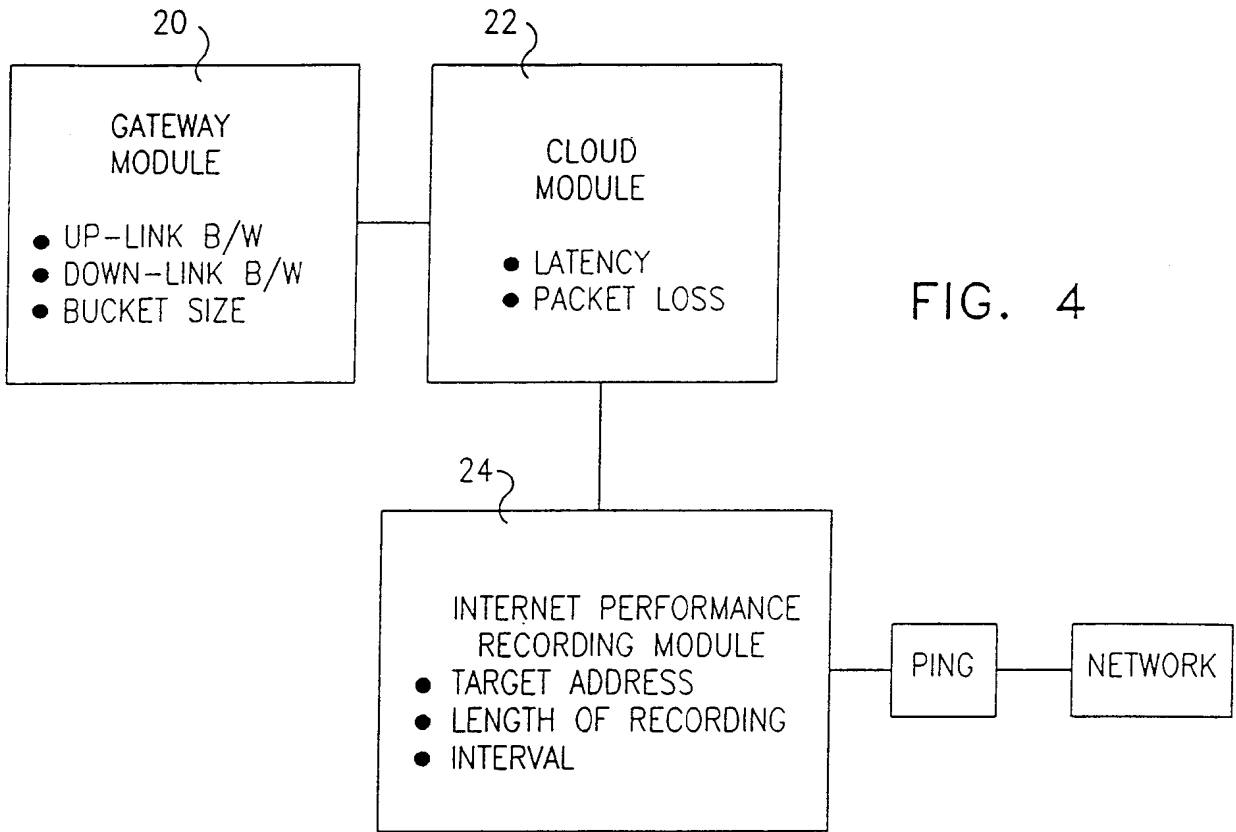 20
22
GATEWAY
MODULE
● UP-LINK B/W
● DOWN-LINK B/W
● BUCKET SIZE
CLOUD
MODULE
● LATENCY
● PACKET LOSS
FIG. 4
24
INTERNET PERFORMANCE
RECORDING MODULE
● TARGET ADDRESS
● LENGTH OF RECORDING
● INTERVAL
PING
NETWORK